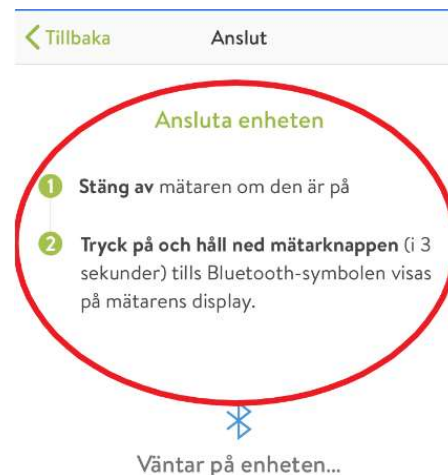 Tillbaka
Anslut
Ansluta enheten
1 Stäng av mätaren om den är på
2 Tryck på och håll ned mätarknappen (i 3
sekunder) tills Bluetooth-symbolen visas
på mätarens display.
Väntar på enheten...